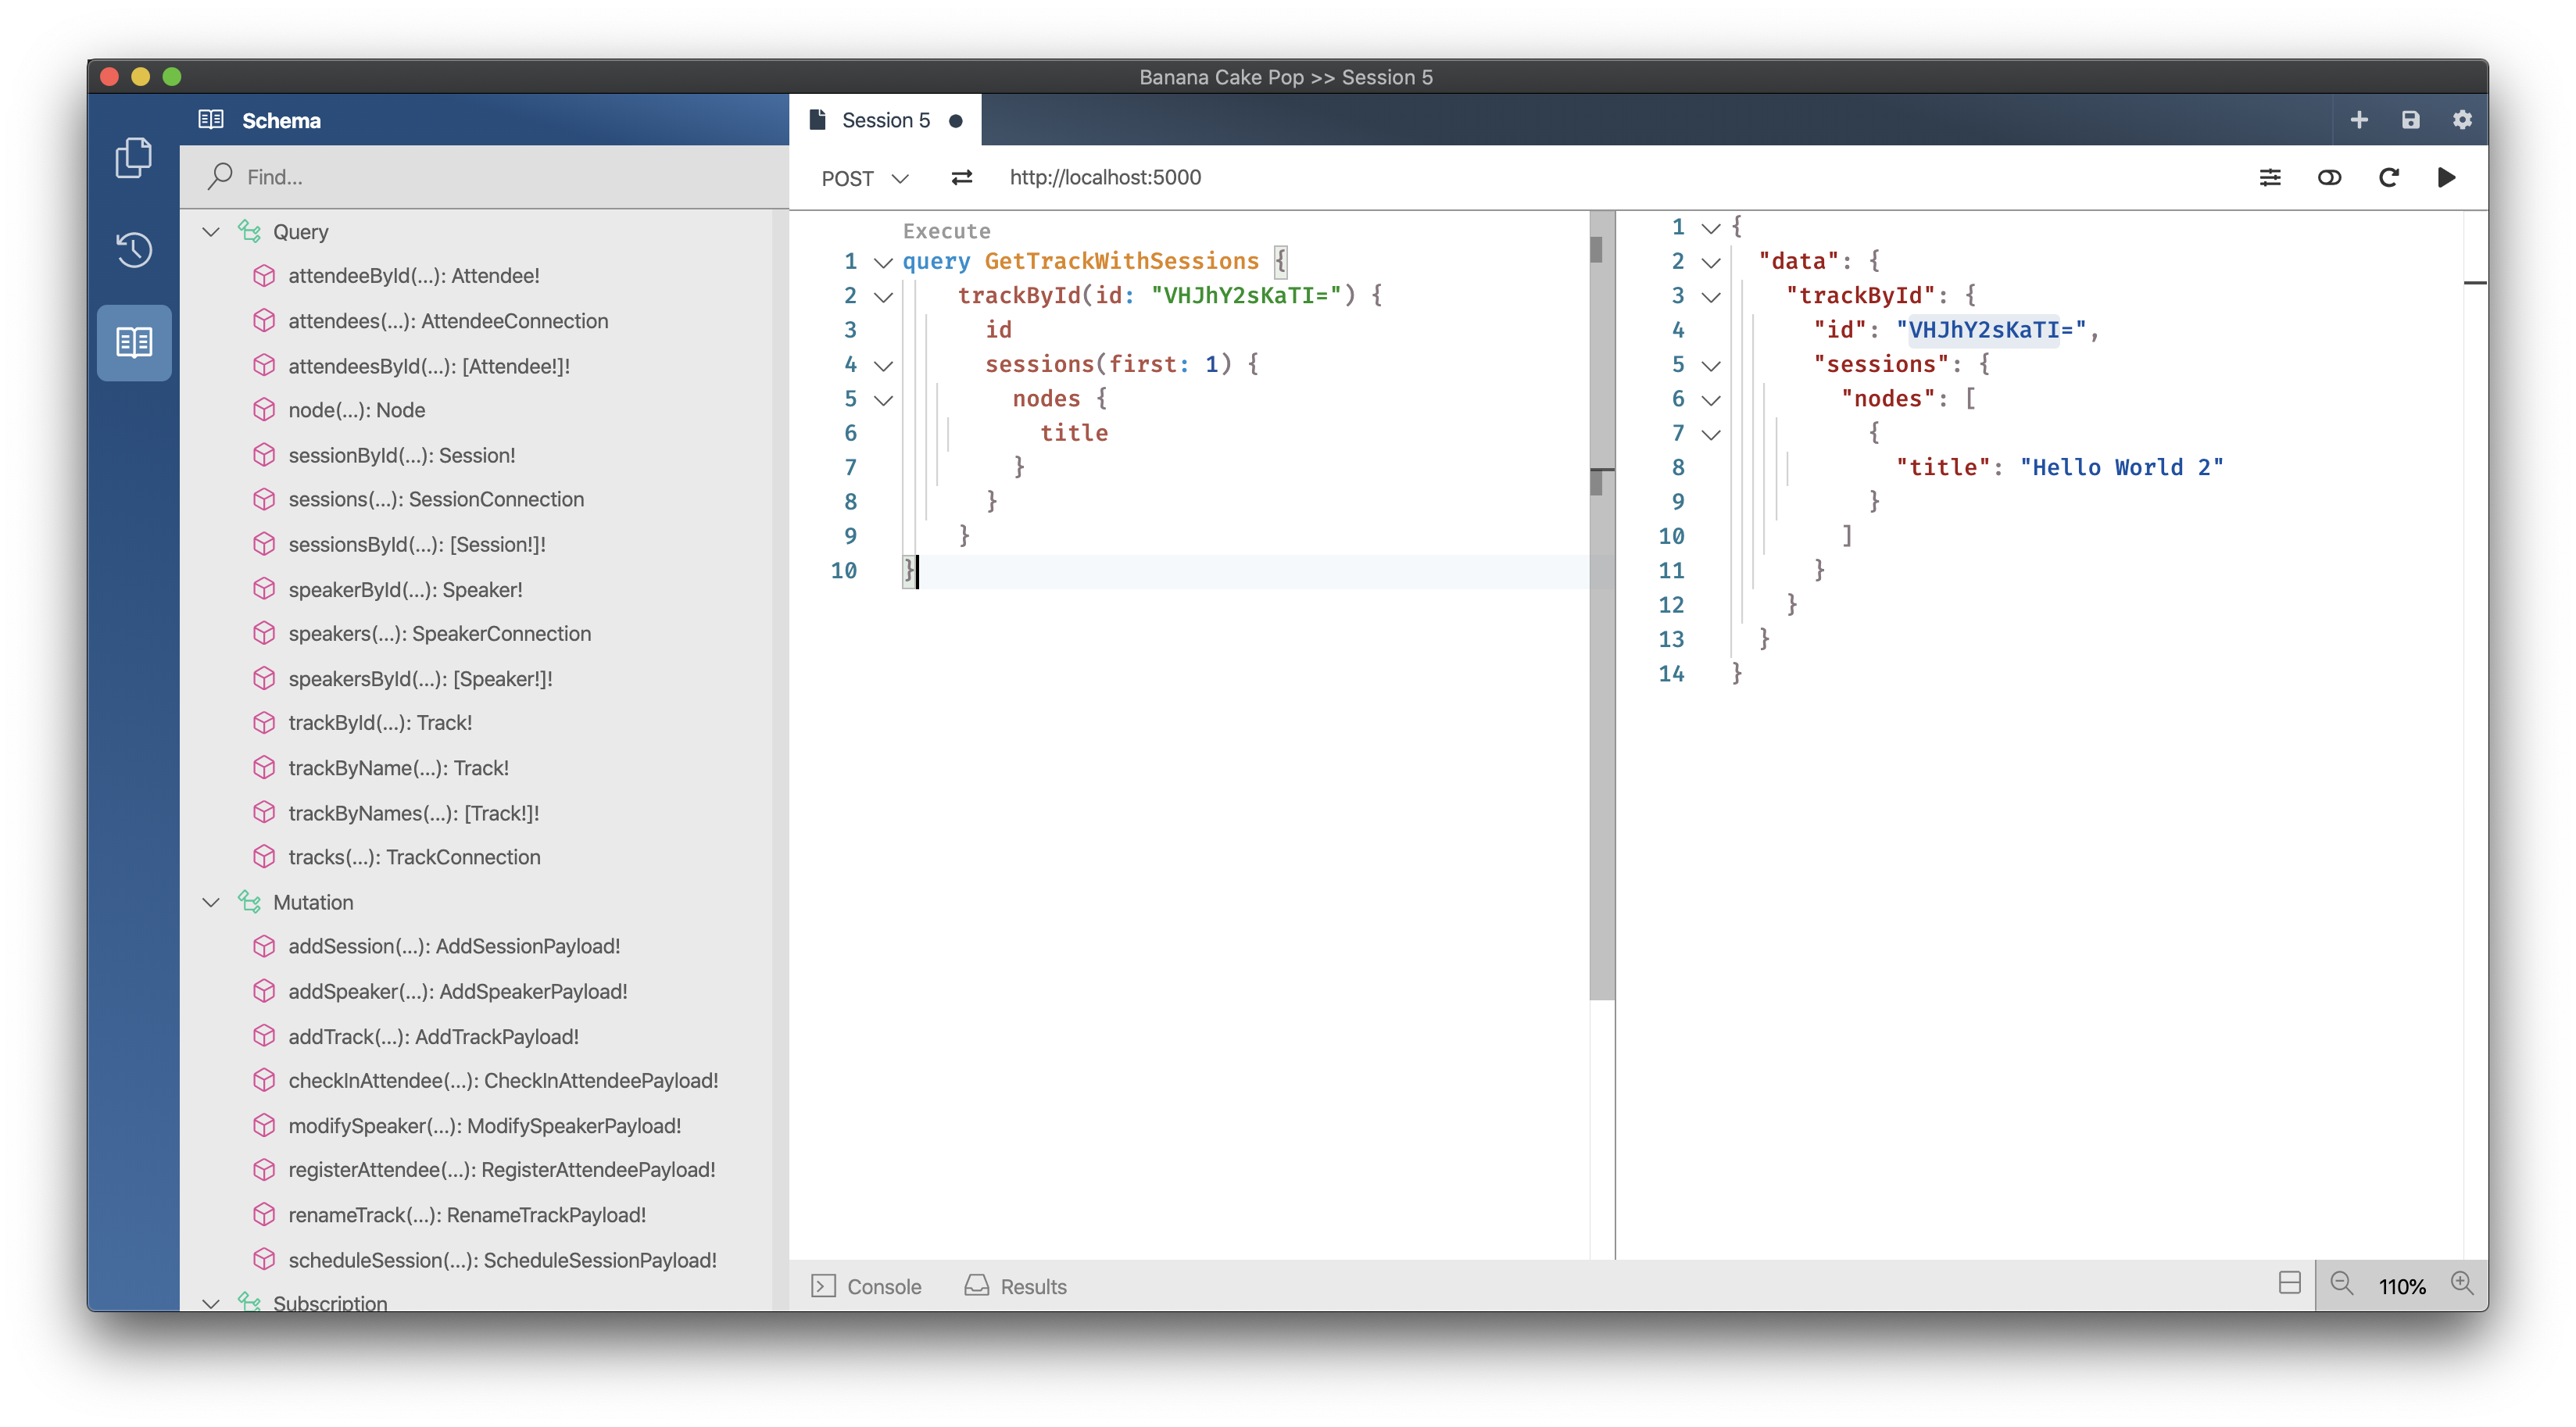 Banana Cake Pop >> Session 5
Schema
Find...
Query
attendeeById(...): Attendee!
attendees(...): AttendeeConnection
attendeesById(...): [Attendee!]!
node(...): Node
sessionById(...): Session!
sessions(...): SessionConnection
sessionsById(...): [Session!]!
speakerById(...): Speaker!
speakers(...): SpeakerConnection
speakersById(...): [Speaker!]!
trackById(...): Track!
trackByName(...): Track!
trackByNames(...): [Track!]!
tracks(...): TrackConnection
Mutation
addSession(...): AddSessionPayload!
addSpeaker(...): AddSpeakerPayload!
addTrack(...): AddTrackPayload!
checkInAttendee(...): CheckInAttendeePayload!
modifySpeaker(...): ModifySpeakerPayload!
registerAttendee(...): RegisterAttendeePayload!
renameTrack(...): RenameTrackPayload!
scheduleSession(...): ScheduleSessionPayload!
Subscription
Session 5
POST http://localhost:5000
Execute
1 query GetTrackWithSessions {
2 trackById(id: "VHJhY2sKaTI=") {
3 id
4 sessions(first: 1) {
5 nodes {
6 title
7 }
8 }
9 }
10 }
1 {
2 "data": {
3 "trackById": {
4 "id": "VHJhY2sKaTI=",
5 "sessions": {
6 "nodes": [
7 {
8 "title": "Hello World 2"
9 }
10 ]
11 }
12 }
13 }
14 }
Console Results
110%